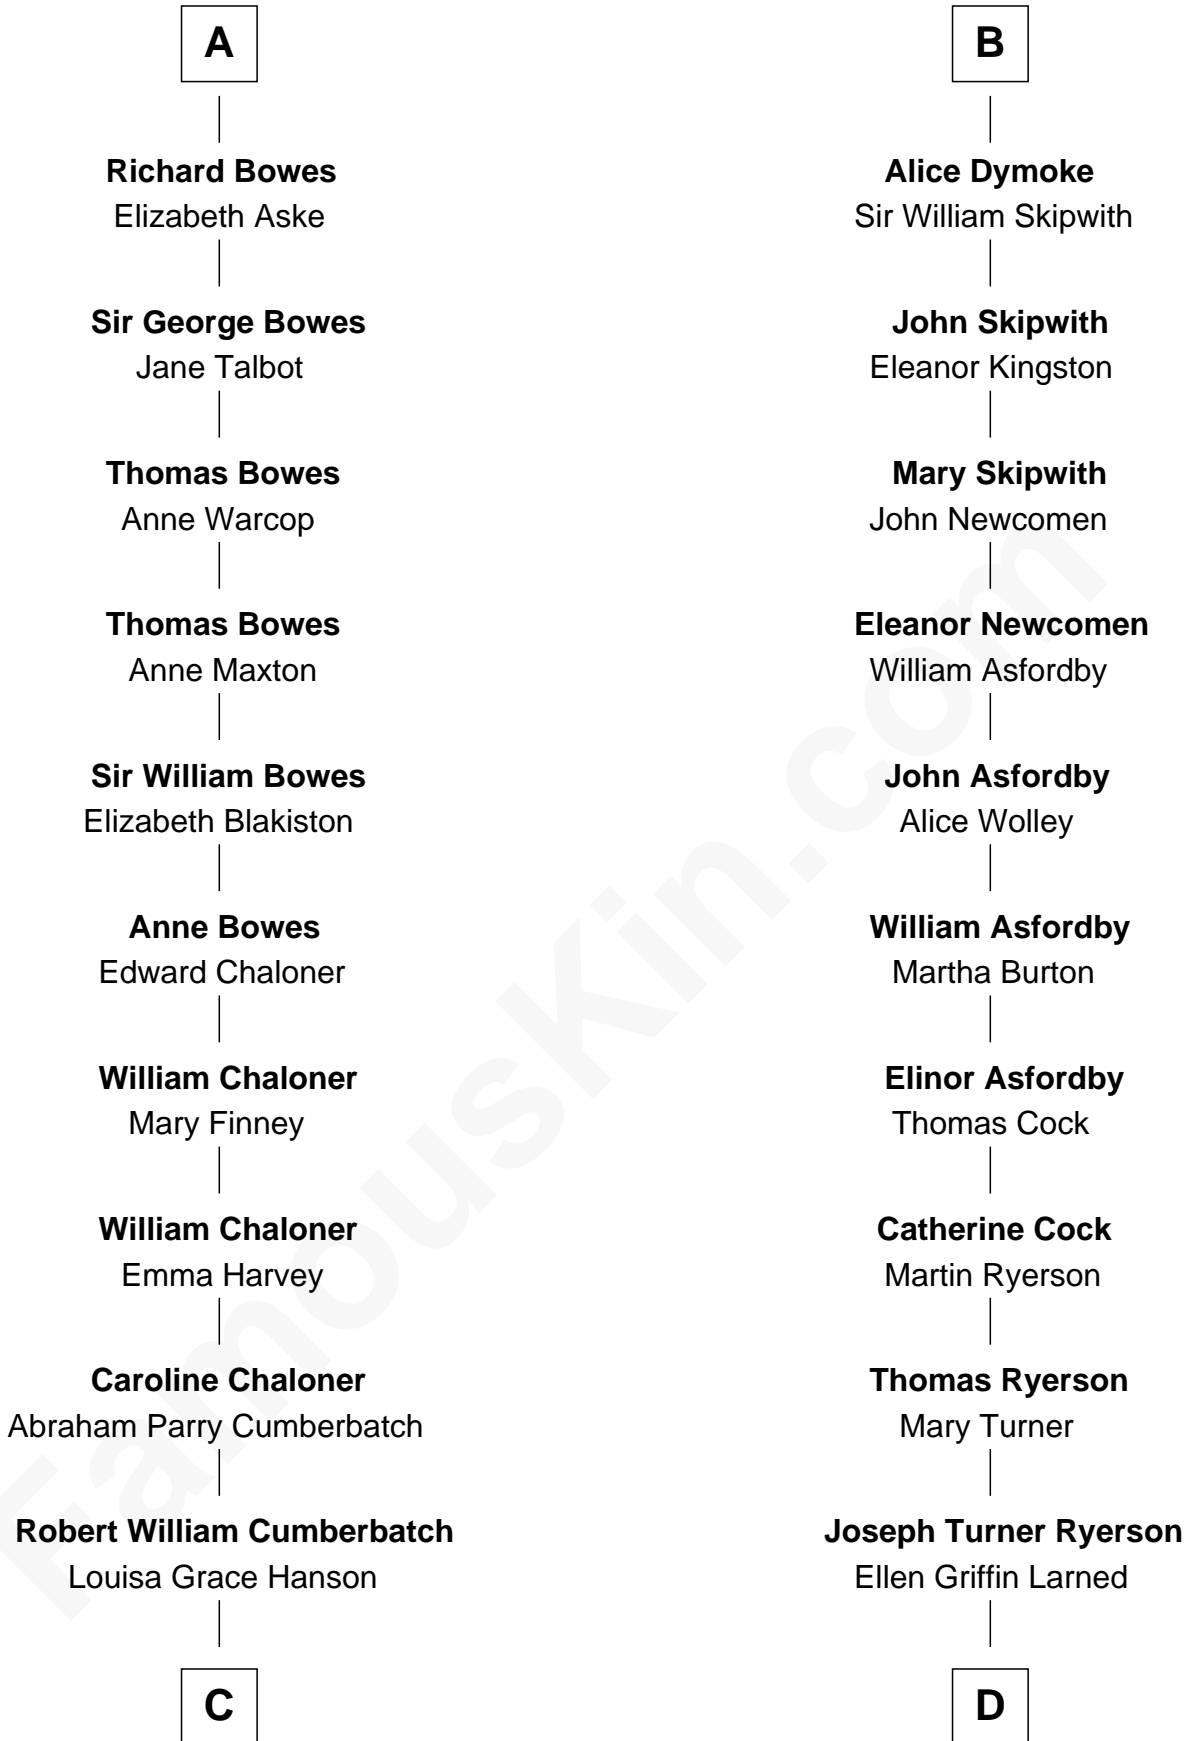 A
Richard Bowes
Elizabeth Aske
Sir George Bowes
Jane Talbot
Thomas Bowes
Anne Warcop
Thomas Bowes
Anne Maxton
Sir William Bowes
Elizabeth Blakiston
Anne Bowes
Edward Chaloner
William Chaloner
Mary Finney
William Chaloner
Emma Harvey
Caroline Chaloner
Abraham Parry Cumberbatch
Robert William Cumberbatch
Louisa Grace Hanson
C
B
Alice Dymoke
Sir William Skipwith
John Skipwith
Eleanor Kingston
Mary Skipwith
John Newcomen
Eleanor Newcomen
William Asfordby
John Asfordby
Alice Wolley
William Asfordby
Martha Burton
Elinor Asfordby
Thomas Cock
Catherine Cock
Martin Ryerson
Thomas Ryerson
Mary Turner
Joseph Turner Ryerson
Ellen Griffin Larned
D
FamousKin.com